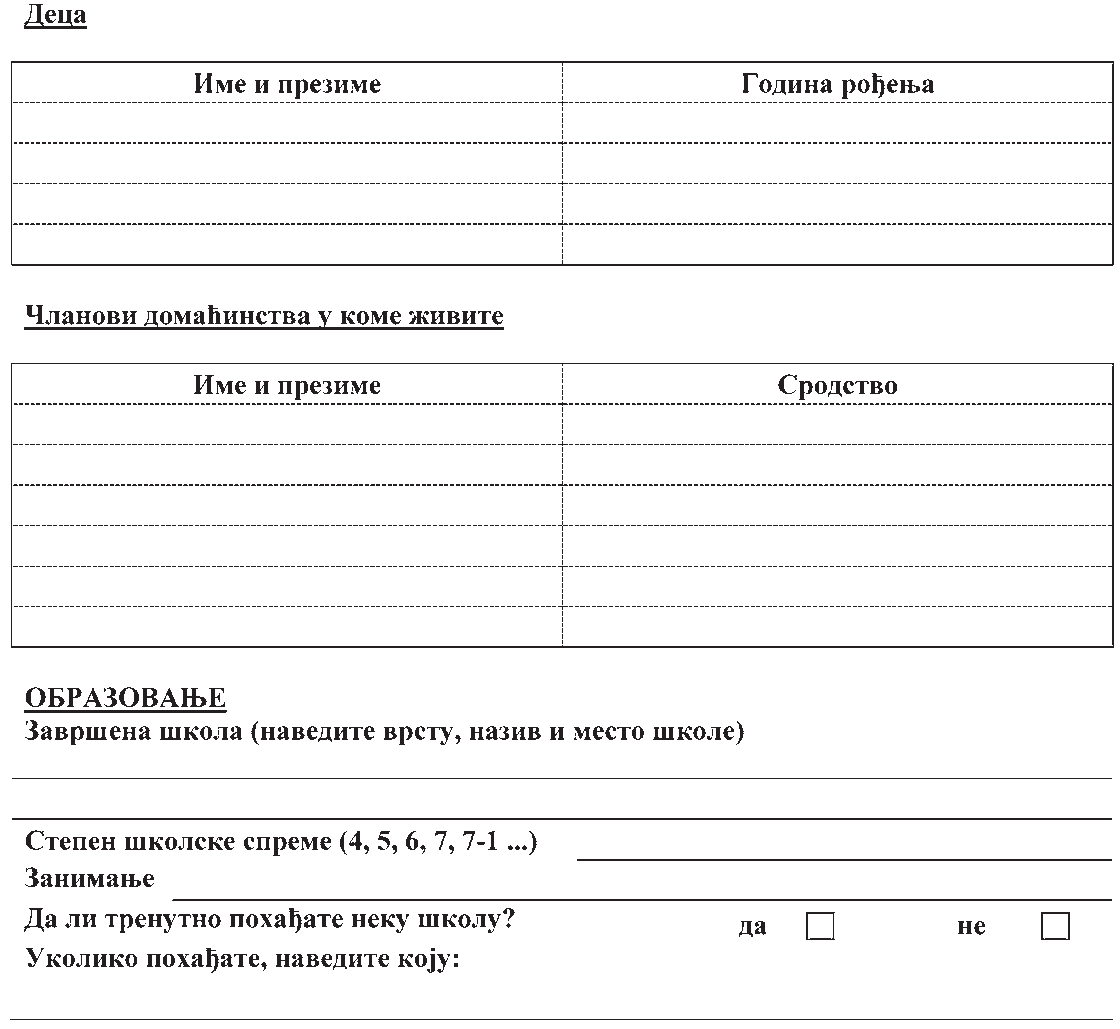 Деца
Име и презиме Година рођења
Чланови домаћинства у коме живите
Име и презиме Сродство
ОБРАЗОВАЊЕ
Завршена школа (наведите врсту, назив и место школе)
Степен школске спреме (4, 5, 6, 7, 7-1 ...)
Занимање
Да ли тренутно похађате неку школу? да не
Уколико похађате, наведите коју: